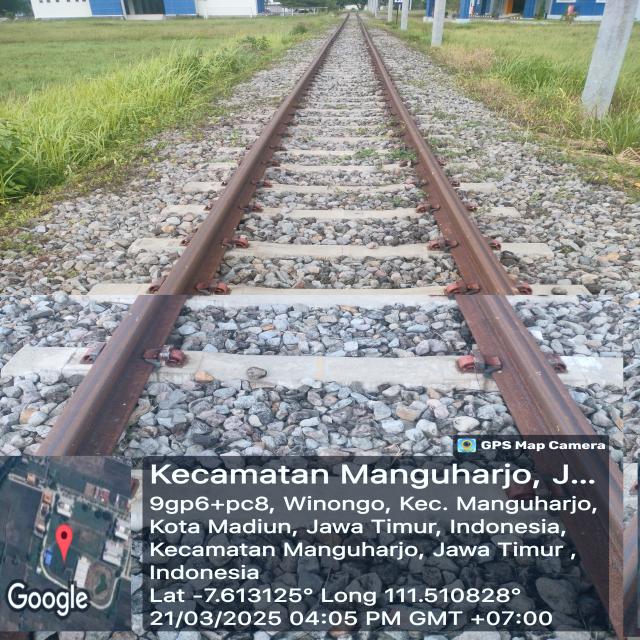 GPS Map Camera
Kecamatan Manguharjo, J...
9gp6+pc8, Winongo, Kec. Manguharjo,
Kota Madiun, Jawa Timur, Indonesia,
Kecamatan Manguharjo, Jawa Timur ,
Indonesia
Lat -7.613125° Long 111.510828°
21/03/2025 04:05 PM GMT +07:00
Google